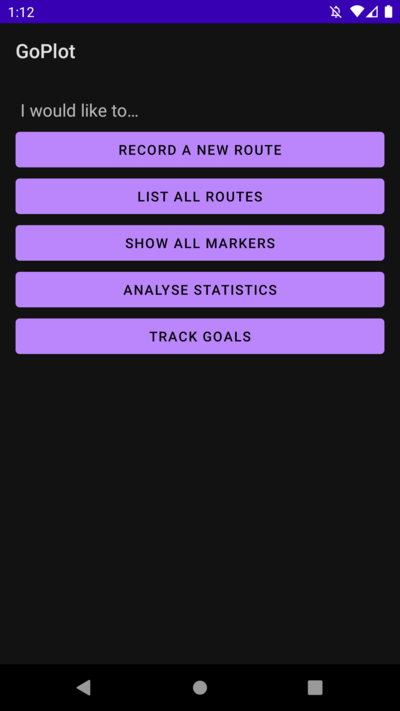 1:12
GoPlot
I would like to...
RECORD A NEW ROUTE
LIST ALL ROUTES
SHOW ALL MARKERS
ANALYSE STATISTICS
TRACK GOALS